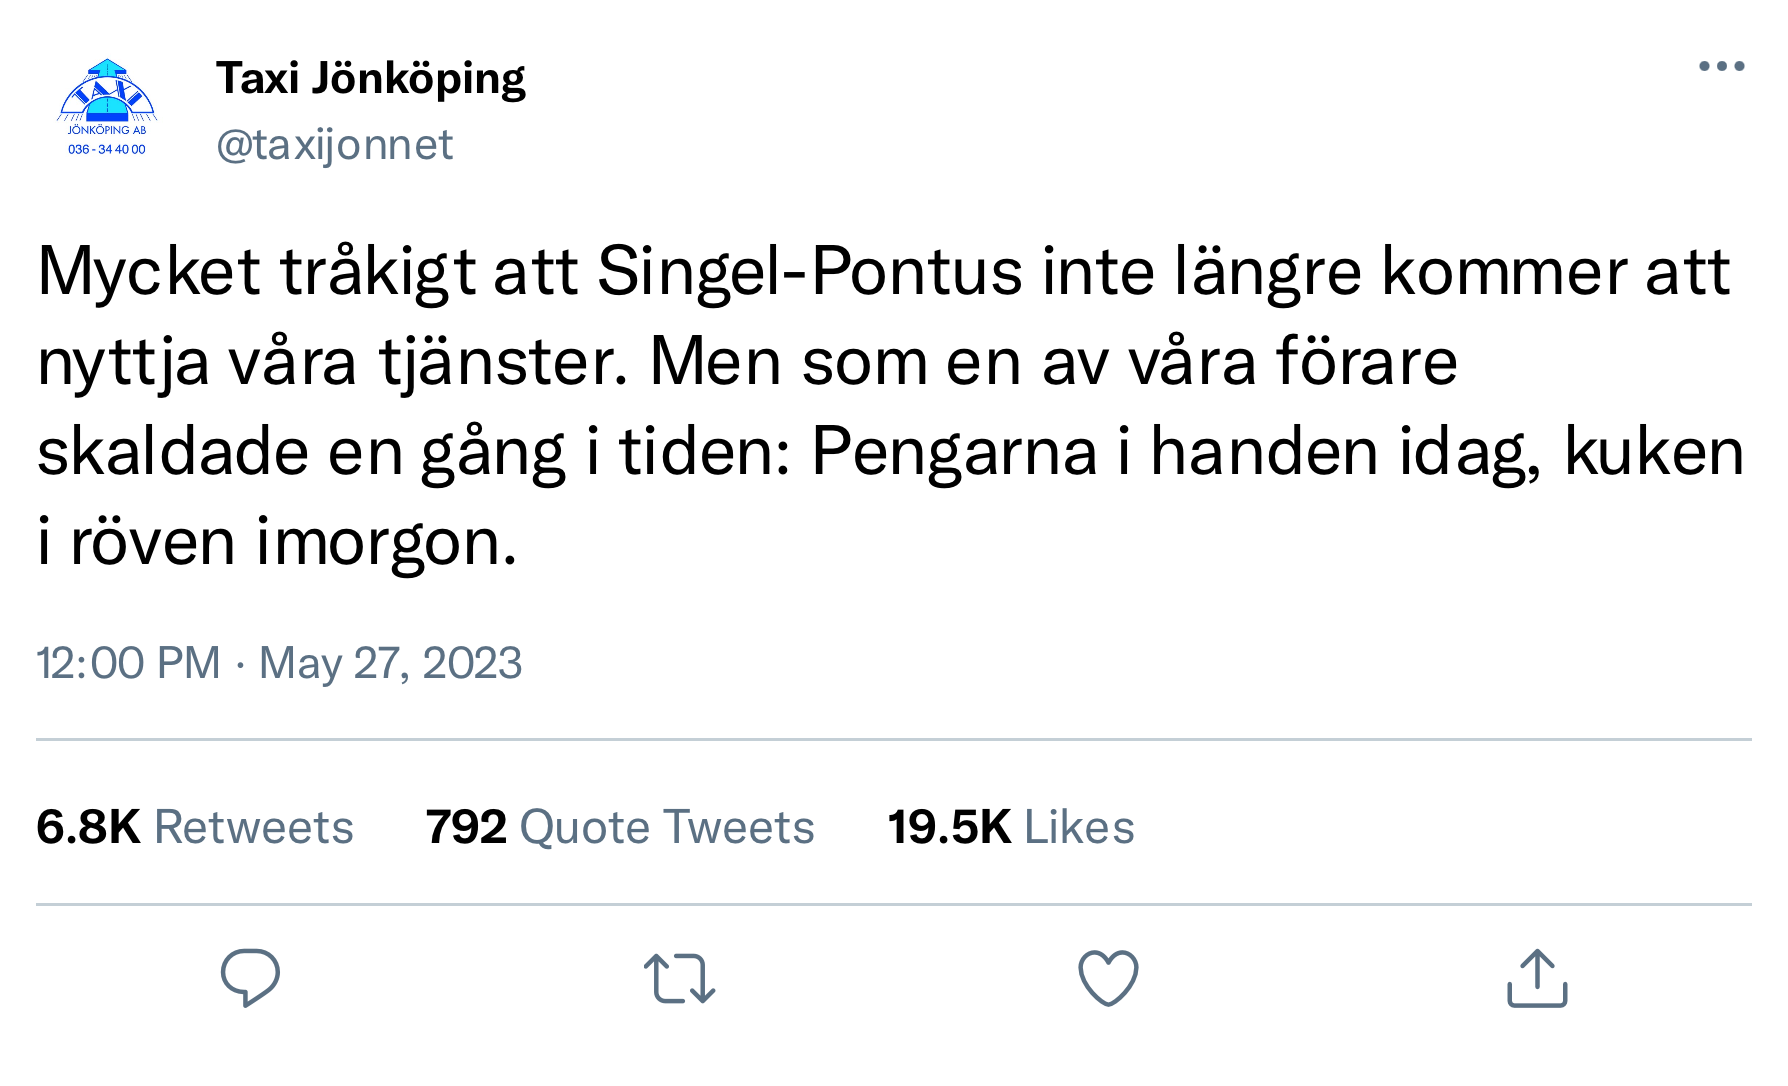 TAXI
JÖNKÖPING AB
036 - 34 40 00
Taxi Jönköping
@taxijonnet
Mycket tråkigt att Singel-Pontus inte längre kommer att
nyttja våra tjänster. Men som en av våra förare
skaldade en gång i tiden: Pengarna i handen idag, kuken
i röven imorgon.
12:00 PM · May 27, 2023
6.8K Retweets 792 Quote Tweets 19.5K Likes